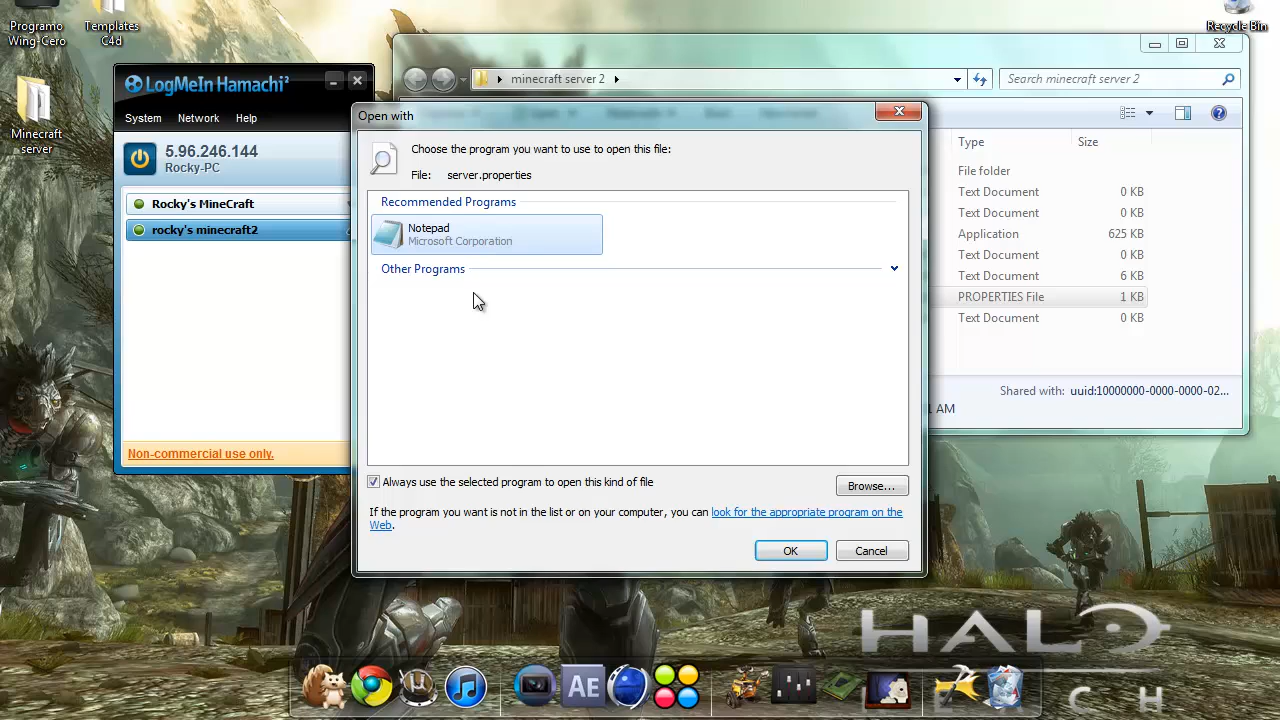 Programo
Wing-Cero
Templates
C4d
Recycle Bin
Minecraft
server
LogMeIn Hamachi²
System Network Help
5.96.246.144
Rocky-PC
Rocky's MineCraft
rocky's minecraft2
Non-commercial use only.
minecraft server 2
Search minecraft server 2
Type Size
File folder
Text Document 0 KB
Text Document 0 KB
Application 625 KB
Text Document 0 KB
Text Document 6 KB
PROPERTIES File 1 KB
Text Document 0 KB
Shared with: uuid:10000000-0000-0000-02...
1 AM
Open with
Choose the program you want to use to open this file:
File: server.properties
Recommended Programs
Notepad
Microsoft Corporation
Other Programs
Always use the selected program to open this kind of file
Browse...
If the program you want is not in the list or on your computer, you can look for the appropriate program on the
Web.
OK Cancel
HALO
AE